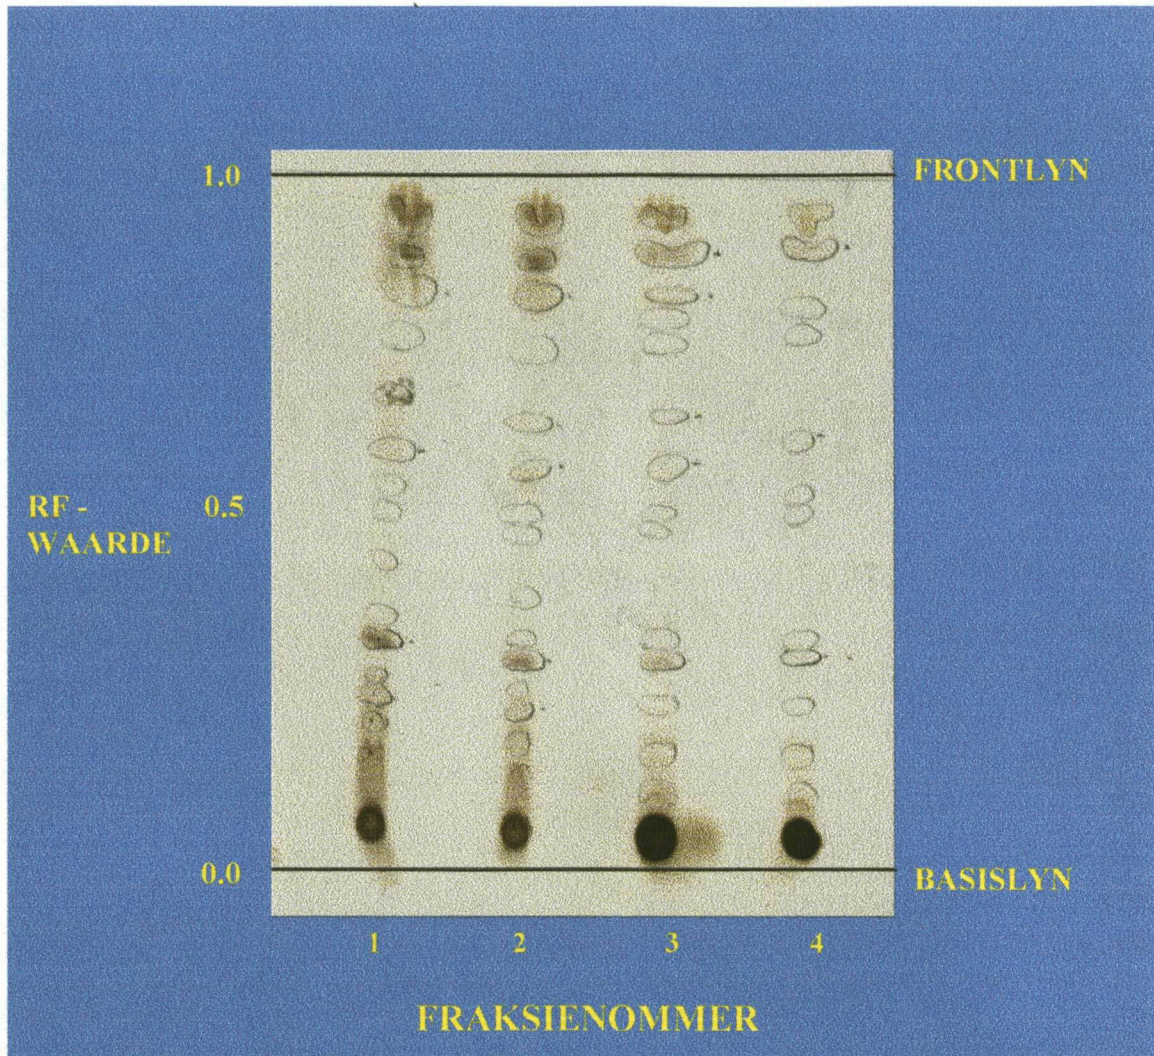 1.0 FRONTLYN
RF -
WAARDE
0.5
0.0 BASISLYN
1 2 3 4
FRAKSIENOMMER